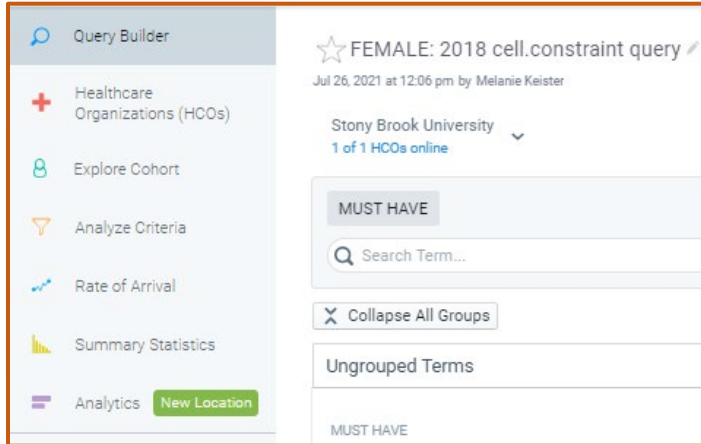 Query Builder
Healthcare
Organizations (HCOs)
Explore Cohort
Analyze Criteria
Rate of Arrival
Summary Statistics
Analytics New Location
FEMALE: 2018 cell.constraint query
Jul 26, 2021 at 12:06 pm by Melanie Keister
Stony Brook University
1 of 1 HCOs online
MUST HAVE
Search Term...
Collapse All Groups
Ungrouped Terms
MUST HAVE